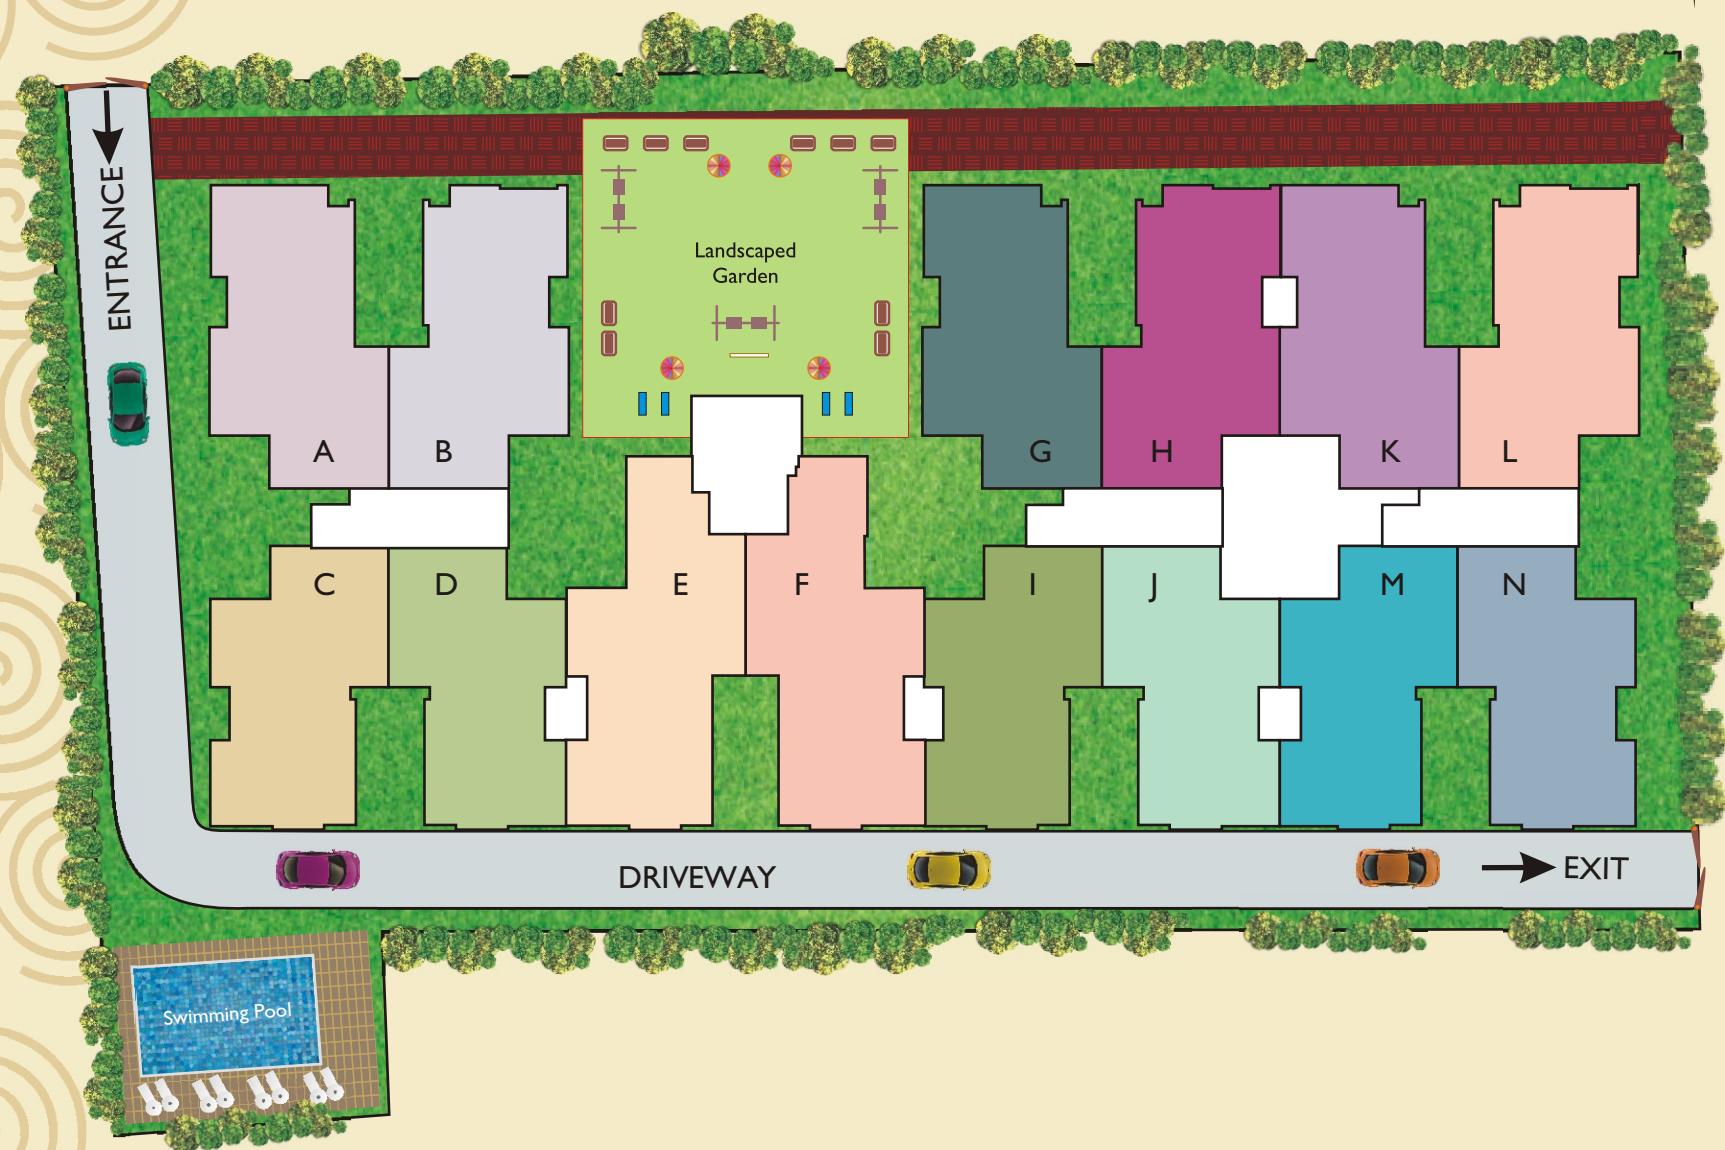 ENTRANCE
Landscaped
Garden
A
B
G
H
K
L
C
D
E
F
I
J
M
N
DRIVEWAY
EXIT
Swimming Pool